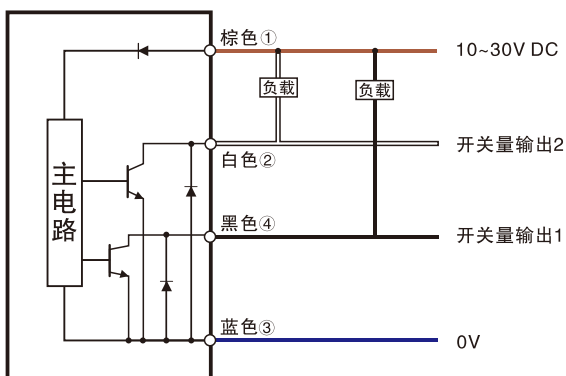 棕色①
10~30V DC
负载
负载
白色②
开关量输出2
主电路
黑色④
开关量输出1
蓝色③
0V